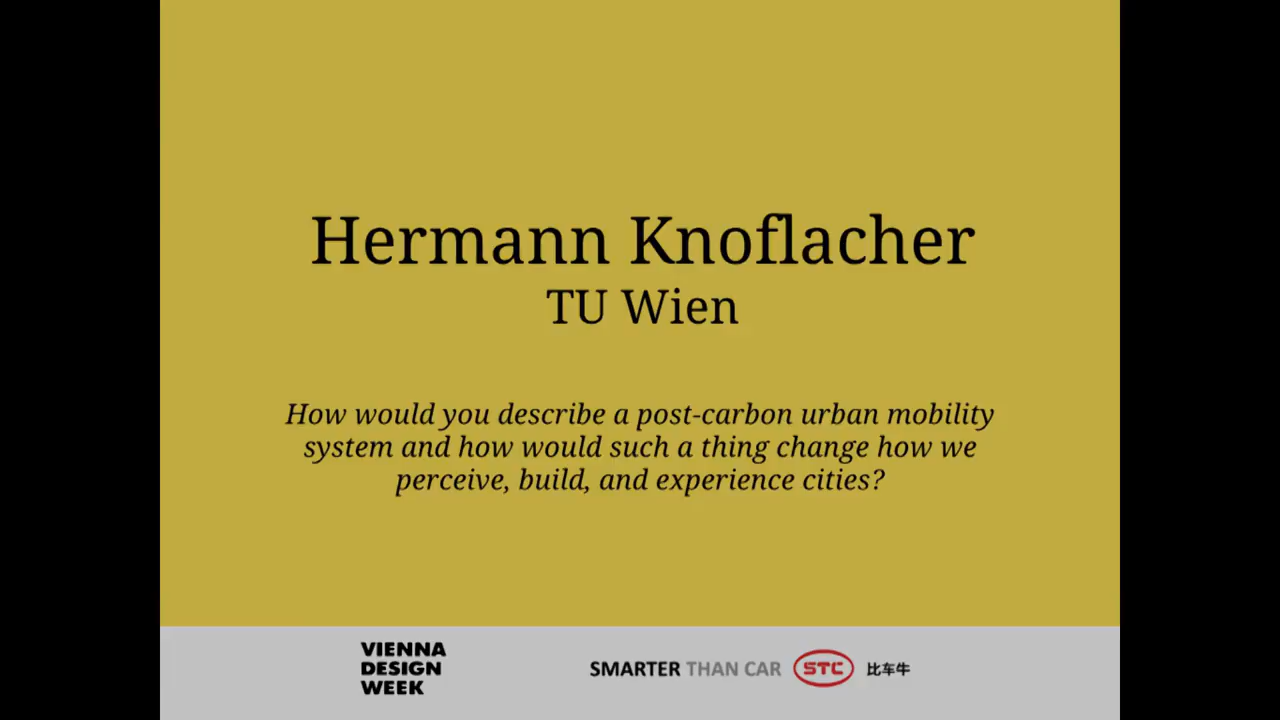 Hermann Knoflacher
TU Wien
How would you describe a post-carbon urban mobility
system and how would such a thing change how we
perceive, build, and experience cities?
VIENNA
DESIGN
WEEK
SMARTER THAN CAR STC 比车牛